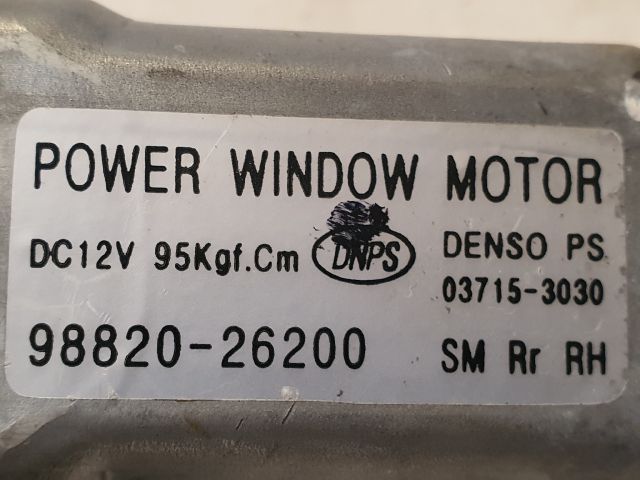 POWER WINDOW MOTOR
DC12V 95Kgf.Cm DNPS DENSO PS
03715-3030
98820-26200 SM Rr RH